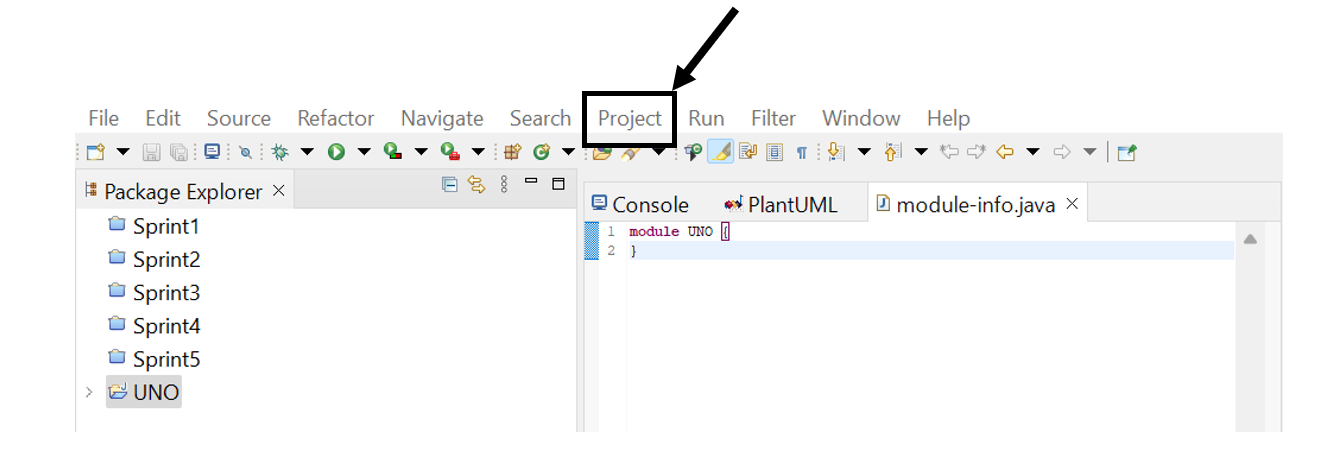 File Edit Source Refactor Navigate Search Project Run Filter Window Help
Package Explorer
Sprint1
Sprint2
Sprint3
Sprint4
Sprint5
UNO
Console PlantUML module-info.java
1 module UNO {
2 }